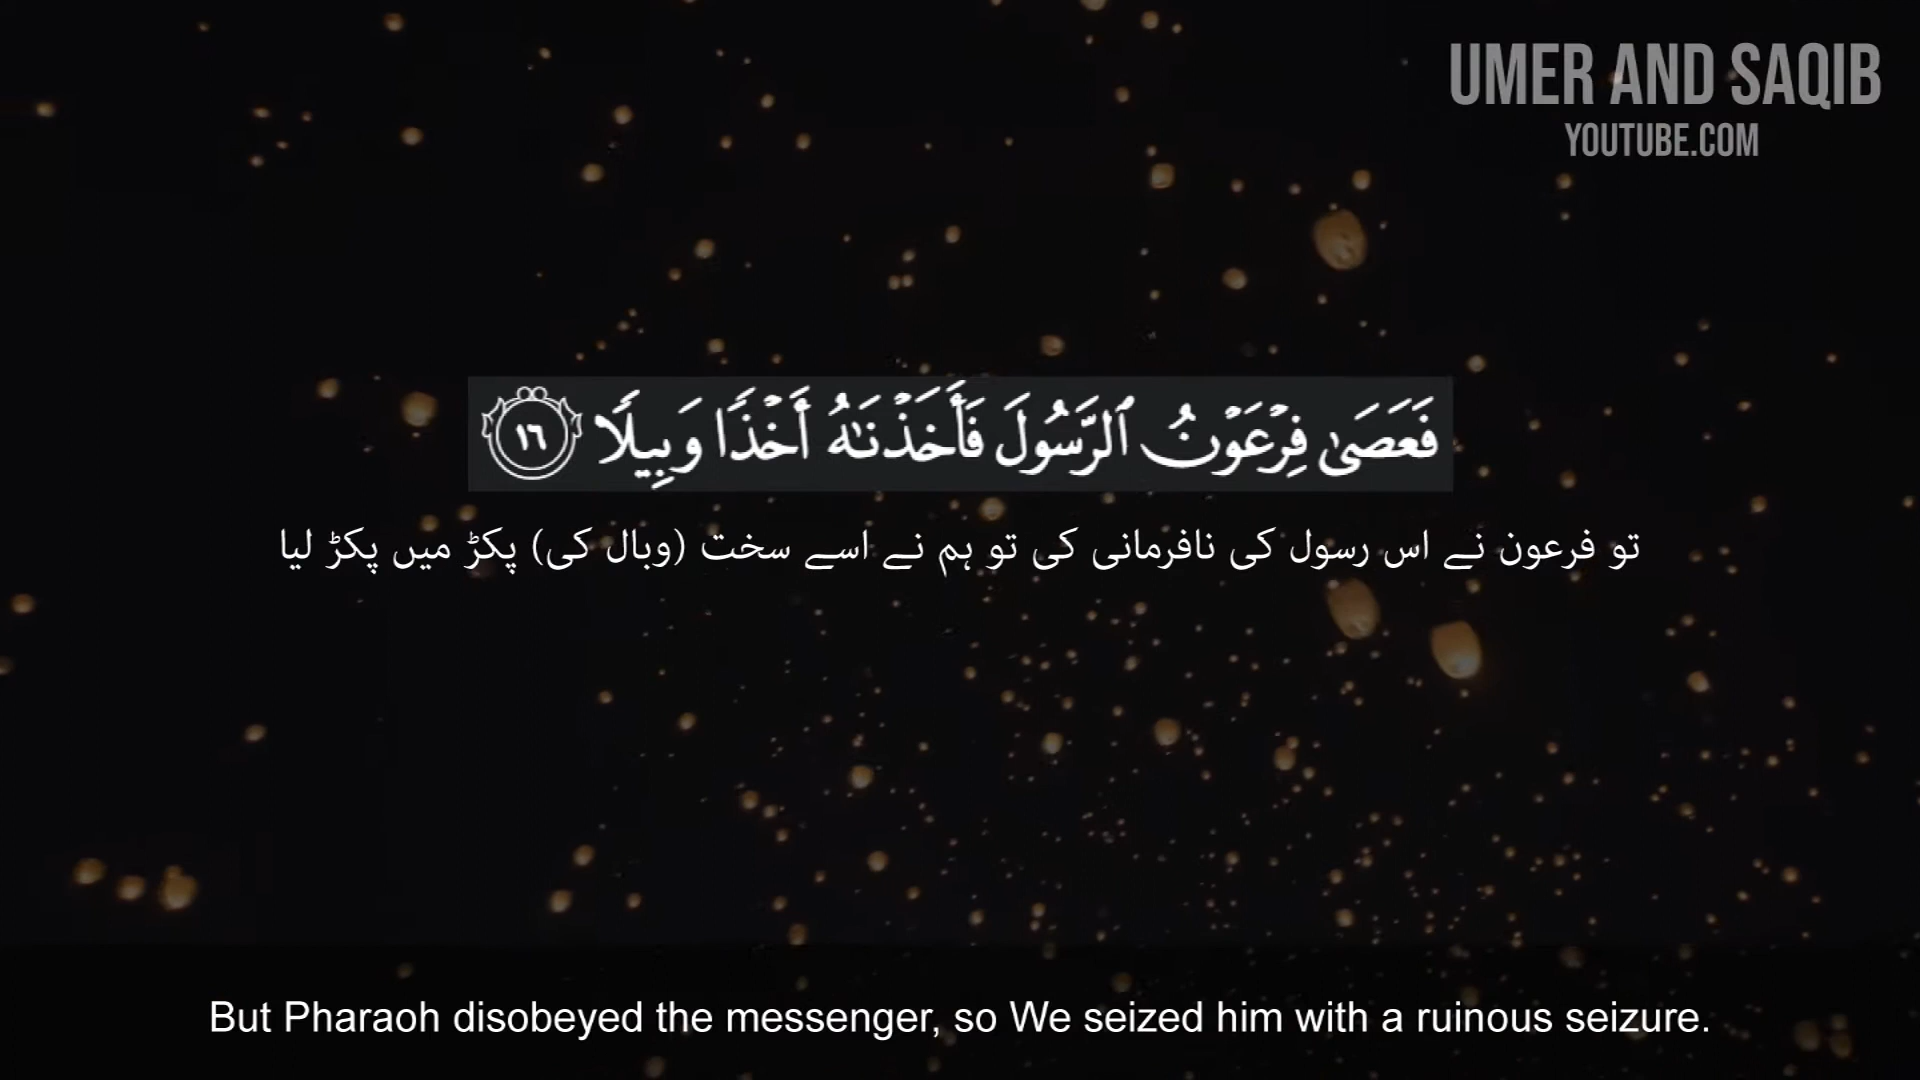 UMER AND SAQIB
YOUTUBE.COM
فَعَصَىٰ فِرْعَوْنُ ٱلرَّسُولَ فَأَخَذْنَـٰهُ أَخْذًا وَبِيلًا ١٦
تو فرعون نے اس رسول کی نافرمانی کی تو ہم نے اسے سخت (وبال کی) پکڑ میں پکڑ لیا
But Pharaoh disobeyed the messenger, so We seized him with a ruinous seizure.